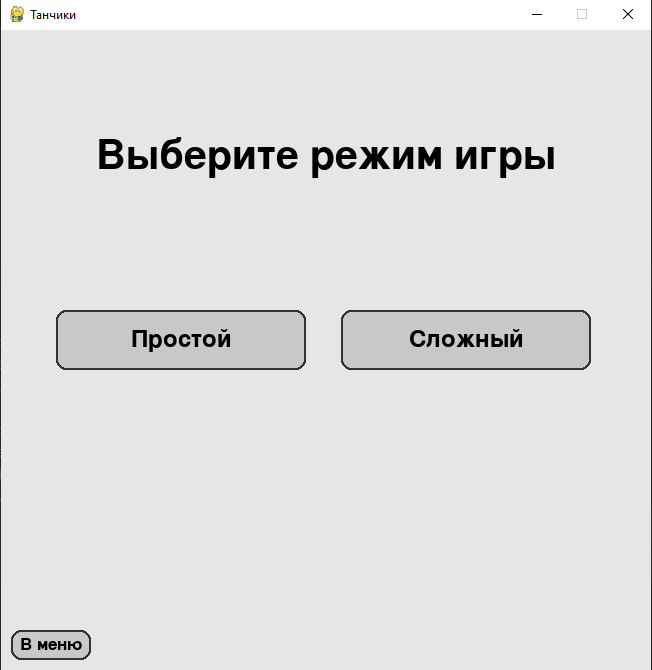 Танчики
Выберите режим игры
Простой
Сложный
В меню